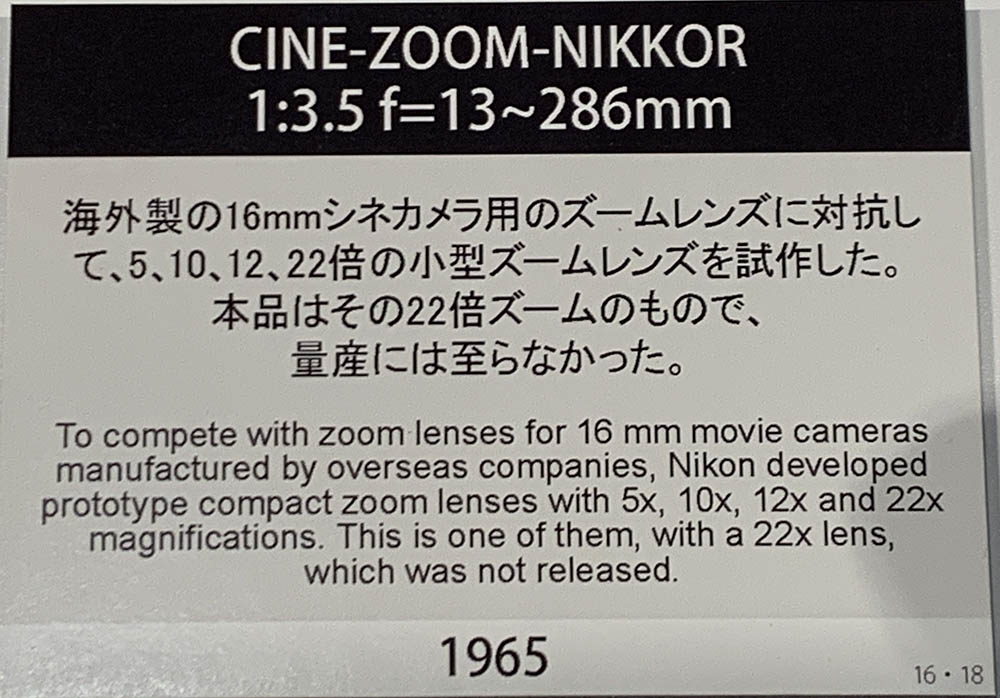 CINE-ZOOM-NIKKOR
1:3.5 f=13~286mm
海外製の16mmシネカメラ用のズームレンズに対抗し
て、5、10、12、22倍の小型ズームレンズを試作した。
本品はその22倍ズームのもので、
量産には至らなかった。
To compete with zoom lenses for 16 mm movie cameras
manufactured by overseas companies, Nikon developed
prototype compact zoom lenses with 5x, 10x, 12x and 22x
magnifications. This is one of them, with a 22x lens,
which was not released.
1965
16・18